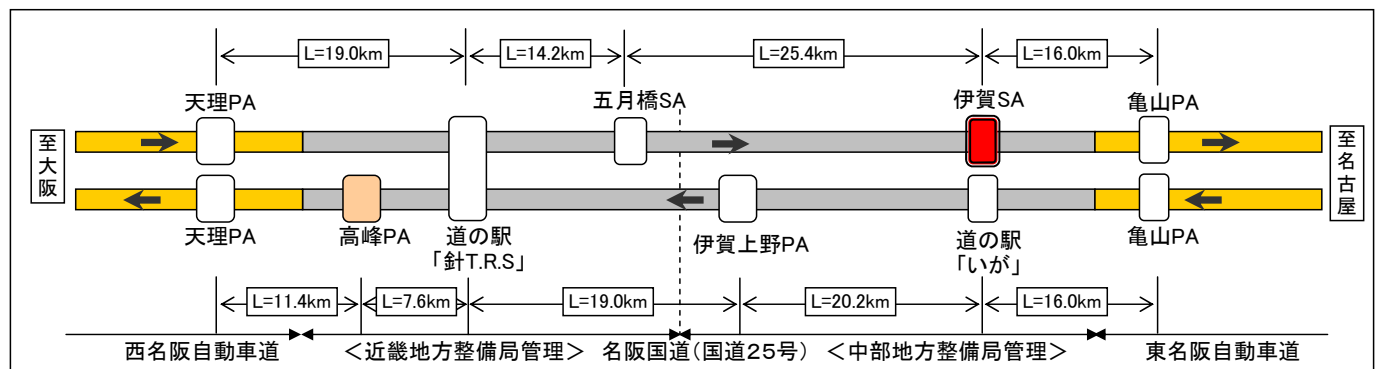 L=19.0km
L=14.2km
L=25.4km
L=16.0km
天理PA
五月橋SA
伊賀SA
亀山PA
至大阪
至名古屋
天理PA
高峰PA
道の駅
「針T.R.S」
伊賀上野PA
道の駅
「いが」
亀山PA
L=11.4km
L=7.6km
L=19.0km
L=20.2km
L=16.0km
西名阪自動車道
＜近畿地方整備局管理＞
名阪国道(国道25号)
＜中部地方整備局管理＞
東名阪自動車道